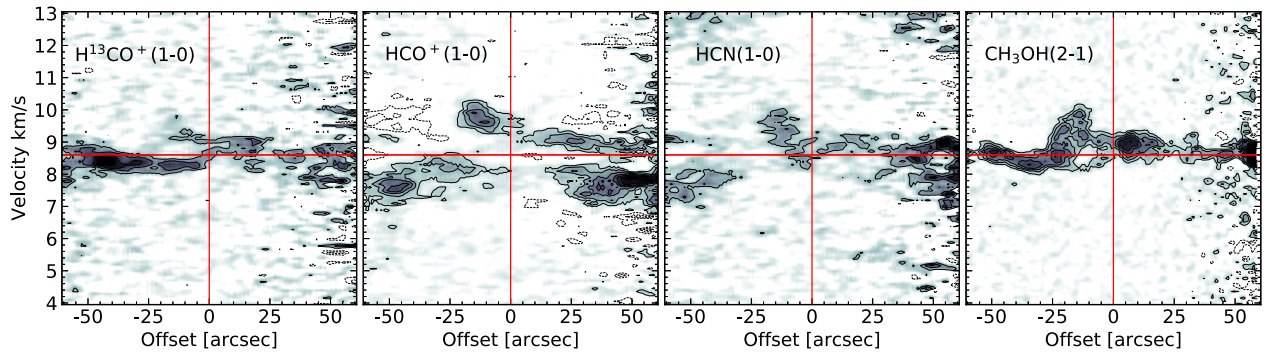 H¹³CO⁺(1-0)
HCO⁺(1-0)
HCN(1-0)
CH₃OH(2-1)
Velocity km/s
13
12
11
10
9
8
7
6
5
4
-50 -25 0 25 50
-50 -25 0 25 50
-50 -25 0 25 50
-50 -25 0 25 50
Offset [arcsec]
Offset [arcsec]
Offset [arcsec]
Offset [arcsec]